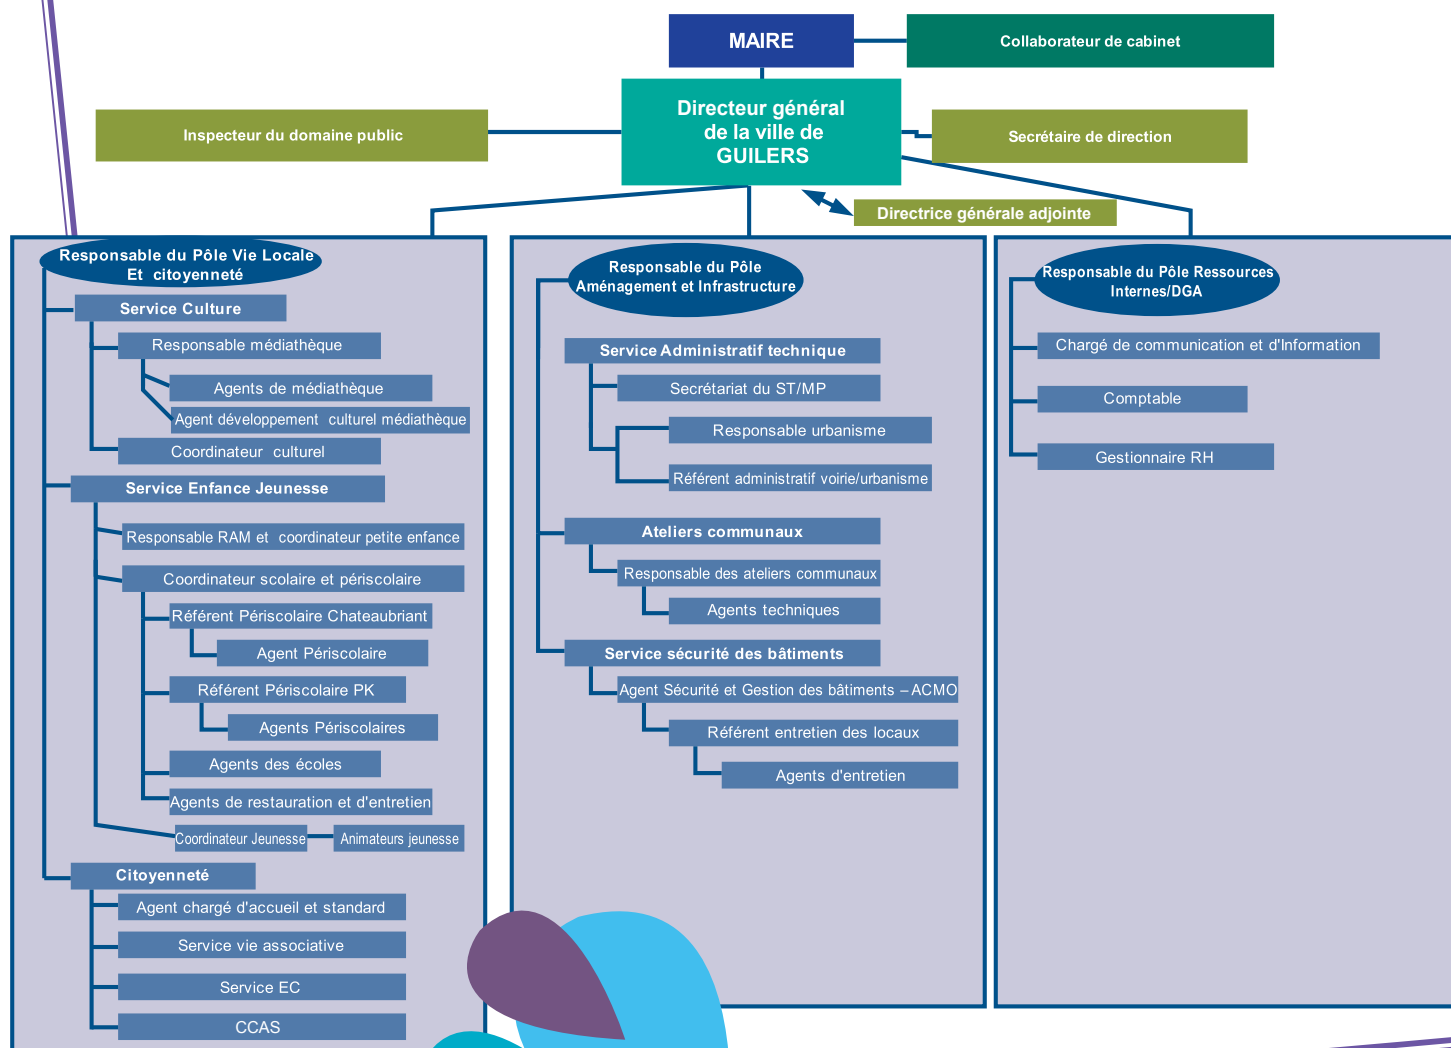 MAIRE
Collaborateur de cabinet
Directeur général
de la ville de
GUILERS
Inspecteur du domaine public
Secrétaire de direction
Directrice générale adjointe
Responsable du Pôle Vie Locale
Et citoyenneté
Service Culture
Responsable médiathèque
Agents de médiathèque
Agent développement culturel médiathèque
Coordinateur culturel
Service Enfance Jeunesse
Responsable RAM et coordinateur petite enfance
Coordinateur scolaire et périscolaire
Référent Périscolaire Chateaubriant
Agent Périscolaire
Référent Périscolaire PK
Agents Périscolaires
Agents des écoles
Agents de restauration et d'entretien
Coordinateur Jeunesse
Animateurs jeunesse
Citoyenneté
Agent chargé d'accueil et standard
Service vie associative
Service EC
CCAS
Responsable du Pôle
Aménagement et Infrastructure
Service Administratif technique
Secrétariat du ST/MP
Responsable urbanisme
Référent administratif voirie/urbanisme
Ateliers communaux
Responsable des ateliers communaux
Agents techniques
Service sécurité des bâtiments
Agent Sécurité et Gestion des bâtiments – ACMO
Référent entretien des locaux
Agents d'entretien
Responsable du Pôle Ressources
Internes/DGA
Chargé de communication et d'Information
Comptable
Gestionnaire RH